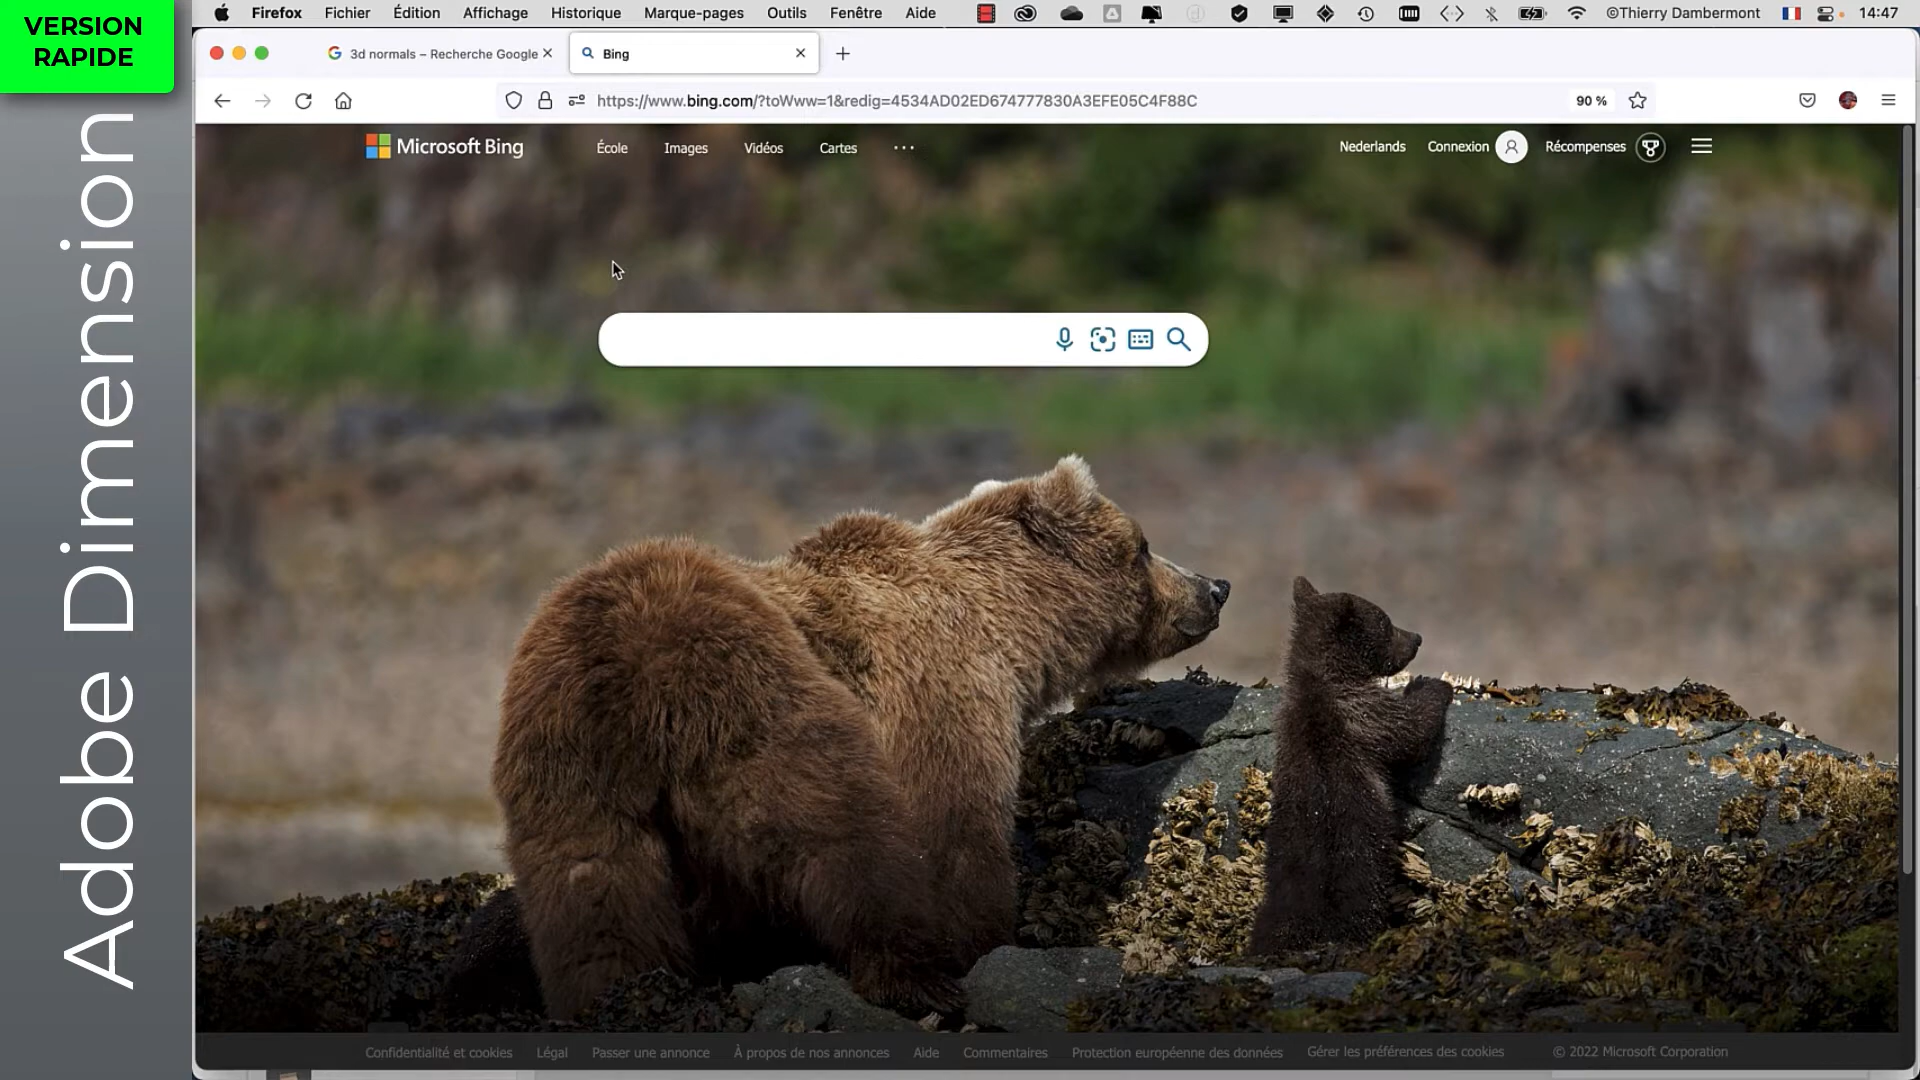 VERSION
RAPIDE
Adobe Dimension
Firefox Fichier Édition Affichage Historique Marque-pages Outils Fenêtre Aide ©Thierry Dambermont 14:47
3d normals – Recherche Google
Bing
https://www.bing.com/?toWww=1&redig=4534AD02ED674777830A3EFE05C4F88C
90 %
Microsoft Bing
École Images Vidéos Cartes
Nederlands Connexion Récompenses
Confidentialité et cookies Légal Passer une annonce À propos de nos annonces Aide Commentaires Protection européenne des données Gérer les préférences des cookies © 2022 Microsoft Corporation